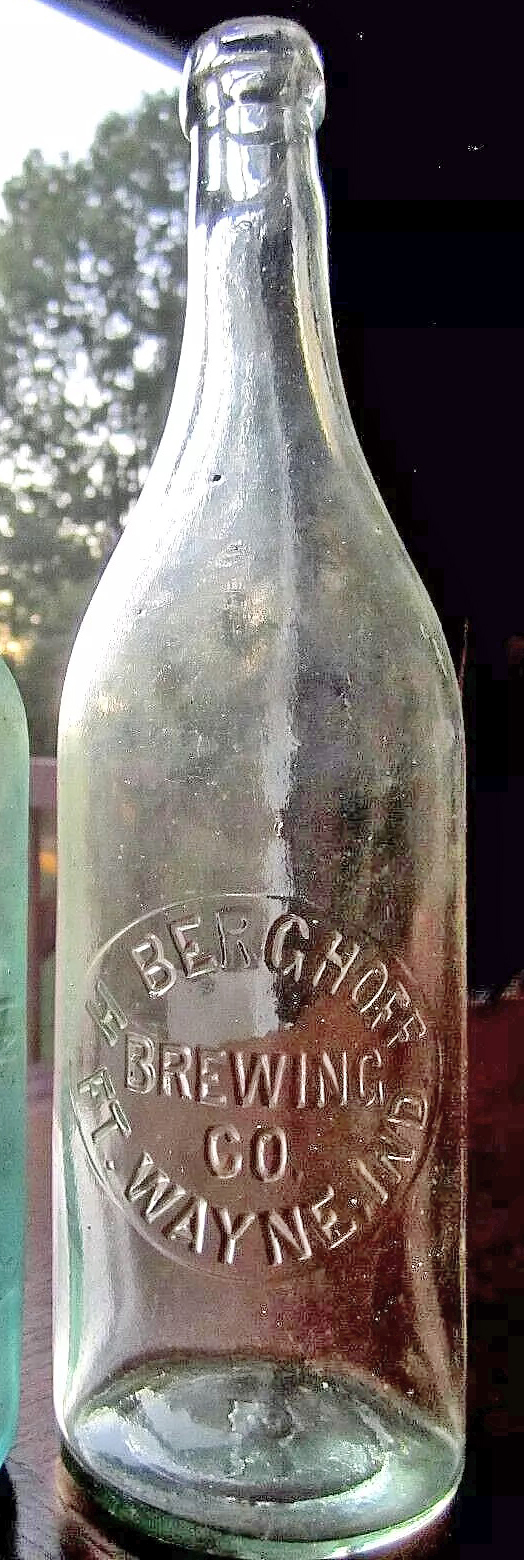 H BERGHOFF
BREWING
CO
FT. WAYNE. IND